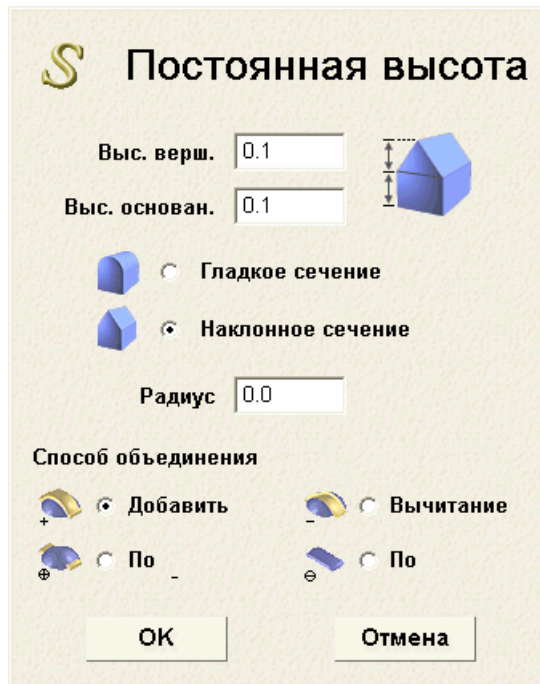 S Постоянная высота
Выс. верш. 0.1
Выс. основан. 0.1
Гладкое сечение
Наклонное сечение
Радиус 0.0
Способ объединения
Добавить Вычитание
По - По
OK Отмена